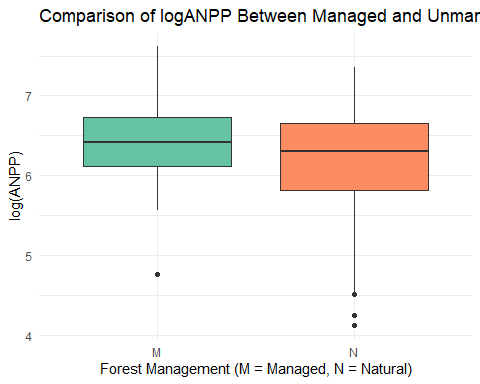 Comparison of logANPP Between Managed and Unmar
7
6
5
4
log(ANPP)
M
N
Forest Management (M = Managed, N = Natural)